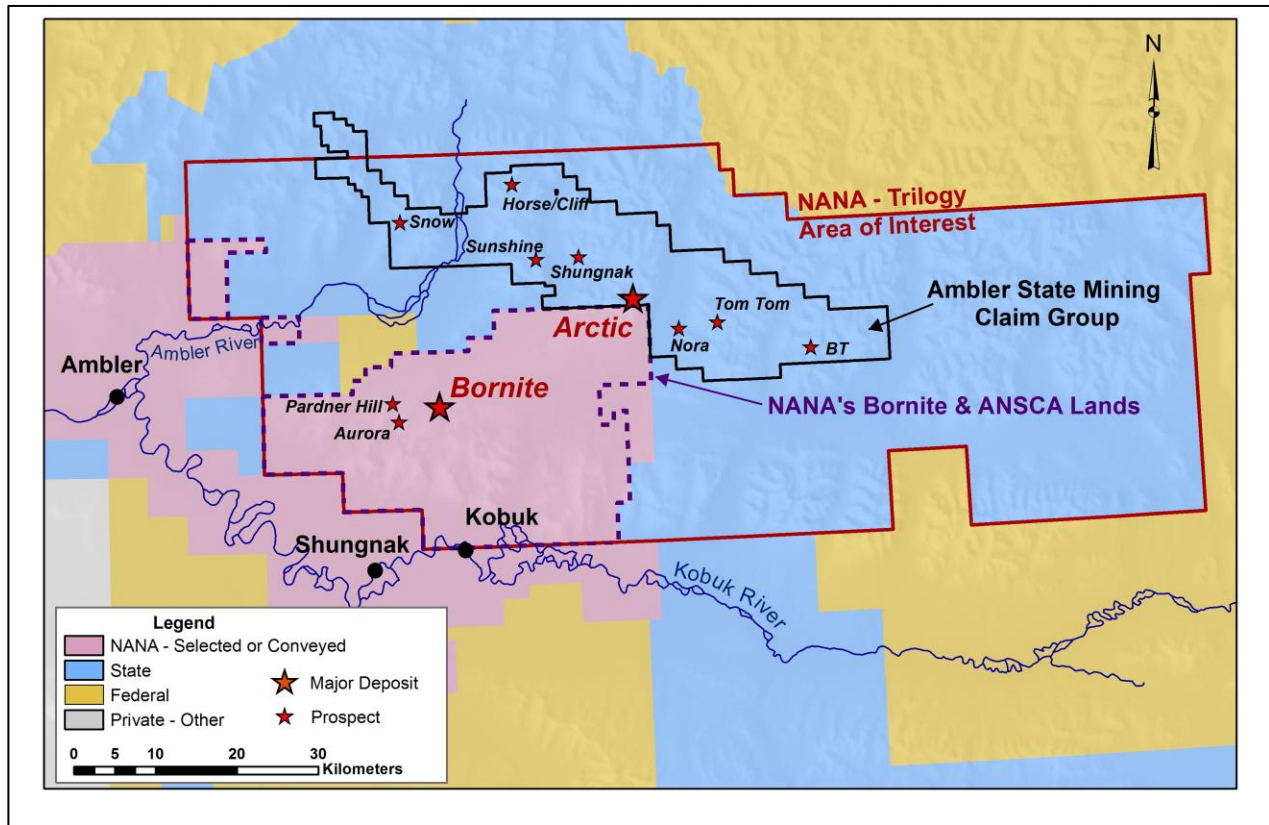 N
NANA - Trilogy
Area of Interest
Horse/Cliff
Snow
Sunshine
Shungnak
Ambler State Mining
Claim Group
Arctic
Tom Tom
Nora
BT
Ambler River
Ambler
Bornite
NANA's Bornite & ANSCA Lands
Pardner Hill
Aurora
Kobuk
Shungnak
Kobuk River
Legend
NANA - Selected or Conveyed
State
Federal
Private - Other
Major Deposit
Prospect
0 5 10 20 30
Kilometers